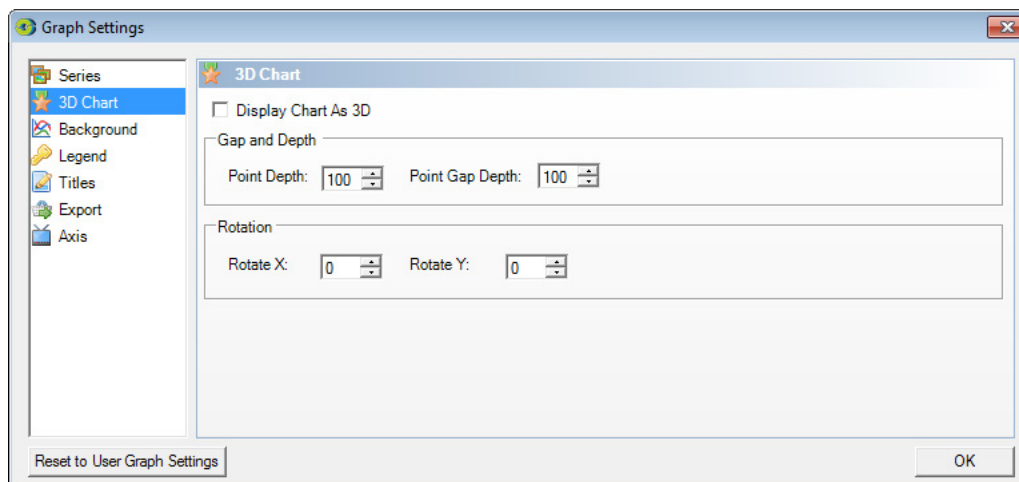 Graph Settings
Series
3D Chart
Background
Legend
Titles
Export
Axis
3D Chart
Display Chart As 3D
Gap and Depth
Point Depth: 100 Point Gap Depth: 100
Rotation
Rotate X: 0 Rotate Y: 0
Reset to User Graph Settings
OK